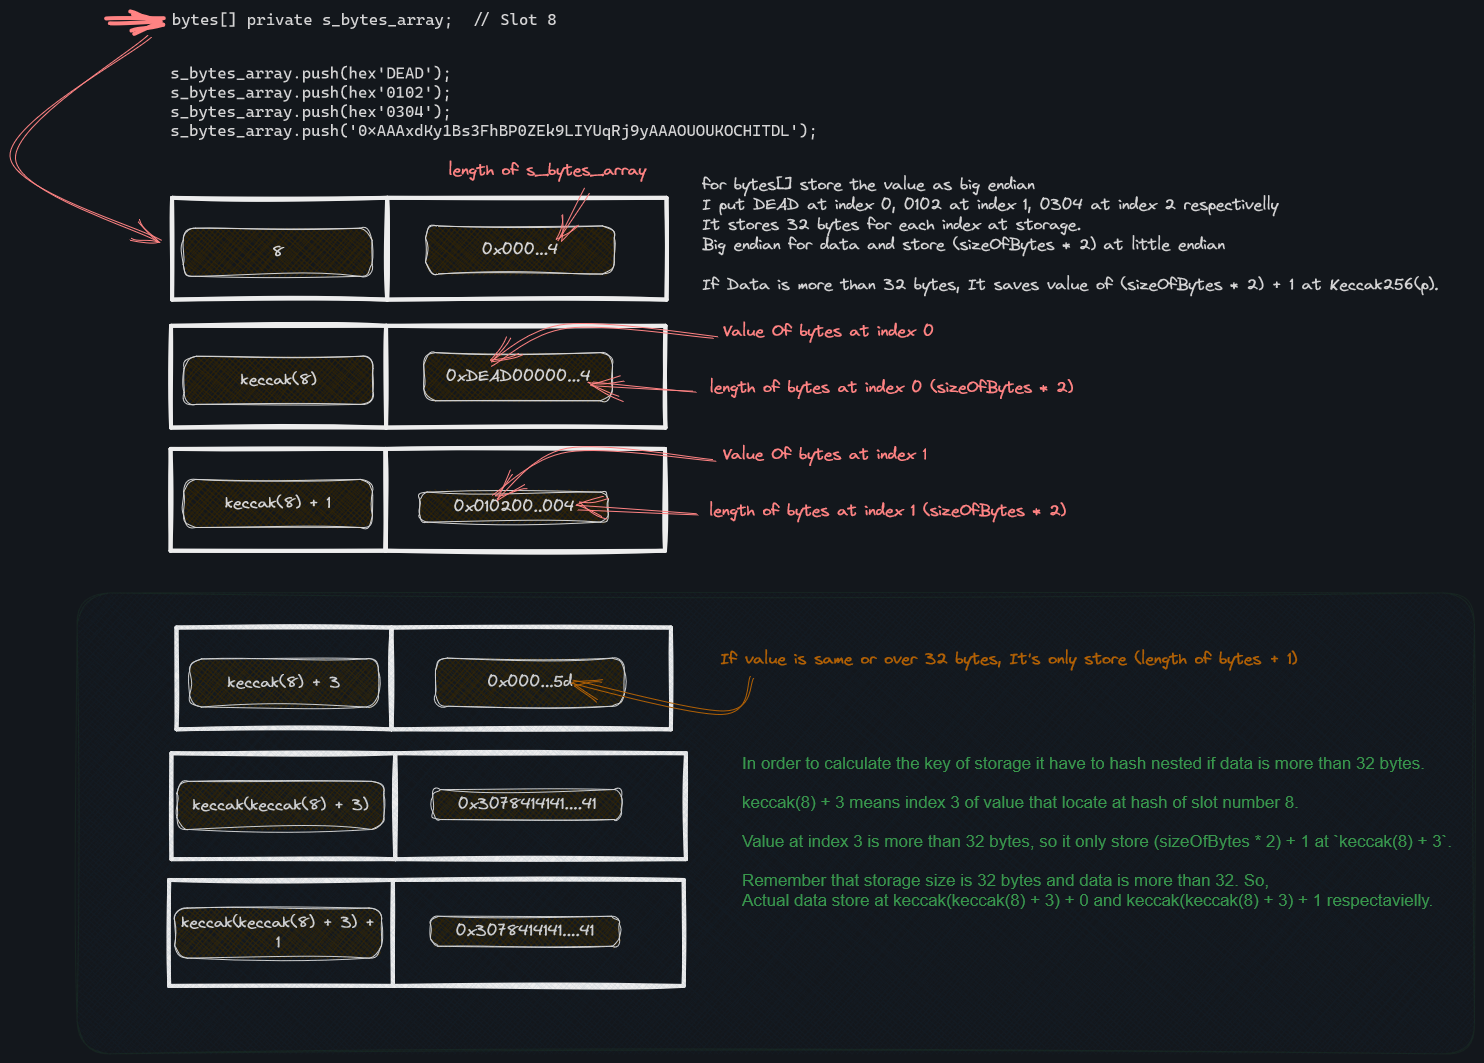 bytes[] private s_bytes_array;  // Slot 8
s_bytes_array.push(hex'DEAD');
s_bytes_array.push(hex'0102');
s_bytes_array.push(hex'0304');
s_bytes_array.push('0×AAAxdKy1Bs3FhBP0ZEk9LIYUqRj9yAAAOUOUKOCHITDL');
length of s_bytes_array
for bytes[] store the value as big endian
I put DEAD at index 0, 0102 at index 1, 0304 at index 2 respectivelly
It stores 32 bytes for each index at storage.
Big endian for data and store (sizeOfBytes * 2) at little endian
If Data is more than 32 bytes, It saves value of (sizeOfBytes * 2) + 1 at Keccak256(p).
8
0x000...4
Value Of bytes at index 0
keccak(8)
0xDEAD00000...4
length of bytes at index 0 (sizeOfBytes * 2)
Value Of bytes at index 1
keccak(8) + 1
0x010200..004
length of bytes at index 1 (sizeOfBytes * 2)
If value is same or over 32 bytes, It's only store (length of bytes + 1)
keccak(8) + 3
0x000...5d
In order to calculate the key of storage it have to hash nested if data is more than 32 bytes.
keccak(8) + 3 means index 3 of value that locate at hash of slot number 8.
Value at index 3 is more than 32 bytes, so it only store (sizeOfByte * 2) + 1 at `keccak(8) + 3`.
Remember that storage size is 32 bytes and data is more than 32. So,
Actual data store at keccak(keccak(8) + 3) + 0 and keccak(keccak(8) + 3) + 1 respectavielly.
keccak(keccak(8) + 3)
0x3078414141....41
keccak(keccak(8) + 3) +
1
0x3078414141....41